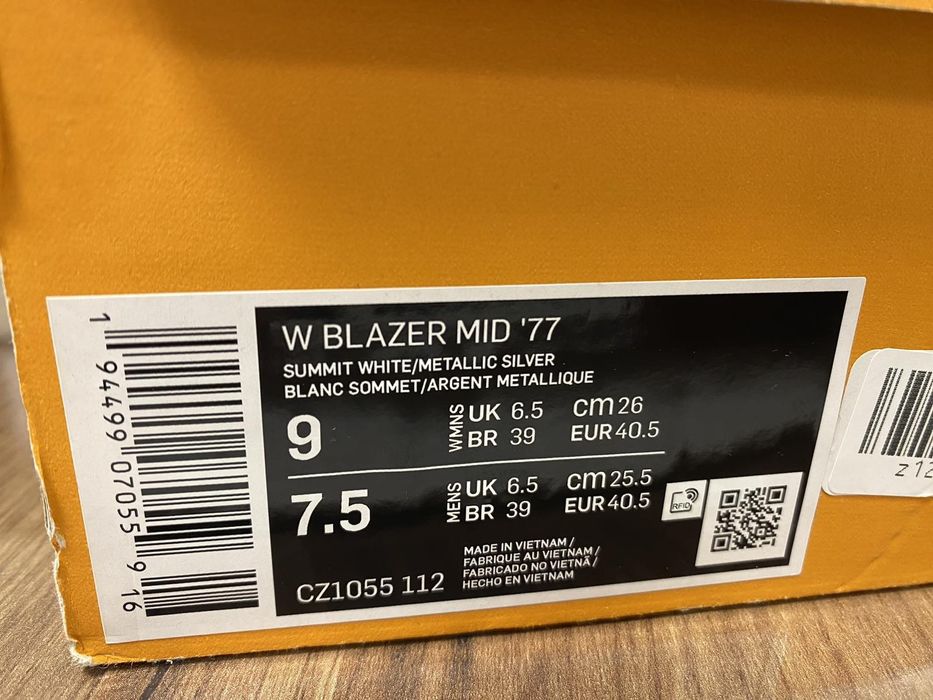 W BLAZER MID '77
SUMMIT WHITE/METALLIC SILVER
BLANC SOMMET/ARGENT METALLIQUE
9
WMNS
UK 6.5 cm 26
BR 39 EUR 40.5
7.5
MENS
UK 6.5 cm 25.5
BR 39 EUR 40.5
RFID
CZ1055 112
MADE IN VIETNAM /
FABRIQUE AU VIETNAM /
FABRICADO NO VIETNÃ /
HECHO EN VIETNAM
1 94499 07055 9 16